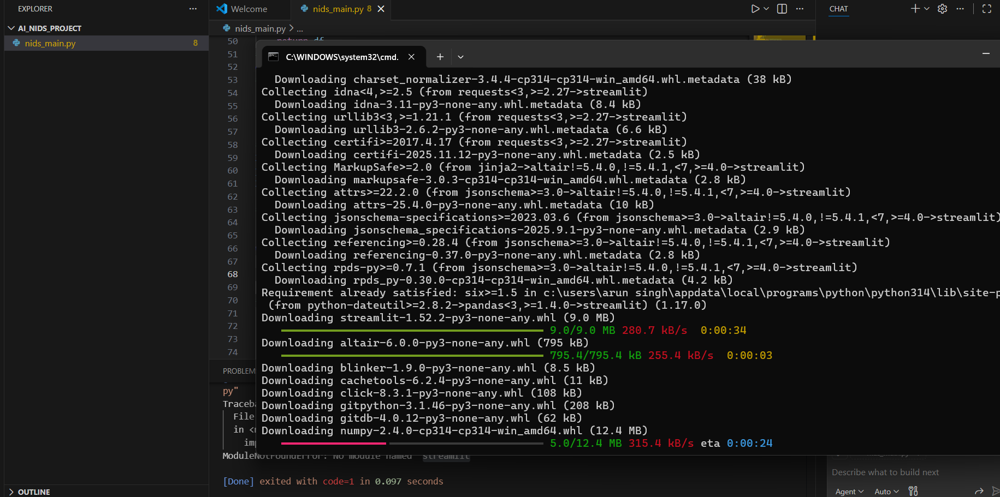 EXPLORER
AI_NIDS_PROJECT
nids_main.py 8
OUTLINE
Welcome
nids_main.py 8
nids_main.py > ...
50
return df
51
52
53
54
55
56
57
58
59
60
61
62
63
64
65
66
67
68
69
70
71
72
73
74
C:\WINDOWS\system32\cmd.
Downloading charset_normalizer-3.4.4-cp314-cp314-win_amd64.whl.metadata (38 kB)
Collecting idna<4,>=2.5 (from requests<3,>=2.27->streamlit)
Downloading idna-3.11-py3-none-any.whl.metadata (8.4 kB)
Collecting urllib3<3,>=1.21.1 (from requests<3,>=2.27->streamlit)
Downloading urllib3-2.6.2-py3-none-any.whl.metadata (6.6 kB)
Collecting certifi>=2017.4.17 (from requests<3,>=2.27->streamlit)
Downloading certifi-2025.11.12-py3-none-any.whl.metadata (2.5 kB)
Collecting MarkupSafe>=2.0 (from jinja2->altair!=5.4.0,!=5.4.1,<7,>=4.0->streamlit)
Downloading markupsafe-3.0.3-cp314-cp314-win_amd64.whl.metadata (2.8 kB)
Collecting attrs>=22.2.0 (from jsonschema>=3.0->altair!=5.4.0,!=5.4.1,<7,>=4.0->streamlit)
Downloading attrs-25.4.0-py3-none-any.whl.metadata (10 kB)
Collecting jsonschema-specifications>=2023.03.6 (from jsonschema>=3.0->altair!=5.4.0,!=5.4.1,<7,>=4.0->streamlit)
Downloading jsonschema_specifications-2025.9.1-py3-none-any.whl.metadata (2.9 kB)
Collecting referencing>=0.28.4 (from jsonschema>=3.0->altair!=5.4.0,!=5.4.1,<7,>=4.0->streamlit)
Downloading referencing-0.37.0-py3-none-any.whl.metadata (2.8 kB)
Collecting rpds-py>=0.7.1 (from jsonschema>=3.0->altair!=5.4.0,!=5.4.1,<7,>=4.0->streamlit)
Downloading rpds_py-0.30.0-cp314-cp314-win_amd64.whl.metadata (4.2 kB)
Requirement already satisfied: six>=1.5 in c:\users\arun singh\appdata\local\programs\python\python314\lib\site-p
(from python-dateutil>=2.8.2->pandas<3,>=1.4.0->streamlit) (1.17.0)
Downloading streamlit-1.52.2-py3-none-any.whl (9.0 MB)
9.0/9.0 MB 280.7 kB/s 0:00:34
Downloading altair-6.0.0-py3-none-any.whl (795 kB)
795.4/795.4 kB 255.4 kB/s 0:00:03
Downloading blinker-1.9.0-py3-none-any.whl (8.5 kB)
Downloading cachetools-6.2.4-py3-none-any.whl (11 kB)
Downloading click-8.3.1-py3-none-any.whl (108 kB)
Downloading gitpython-3.1.46-py3-none-any.whl (208 kB)
Downloading gitdb-4.0.12-py3-none-any.whl (62 kB)
Downloading numpy-2.4.0-cp314-cp314-win_amd64.whl (12.4 MB)
5.0/12.4 MB 315.4 kB/s eta 0:00:24
PROBLEM
py"
Traceba
File
in <
imp
ModuleNotFoundError: No module named streamlit
[Done] exited with code=1 in 0.097 seconds
CHAT
Describe what to build next
Agent Auto